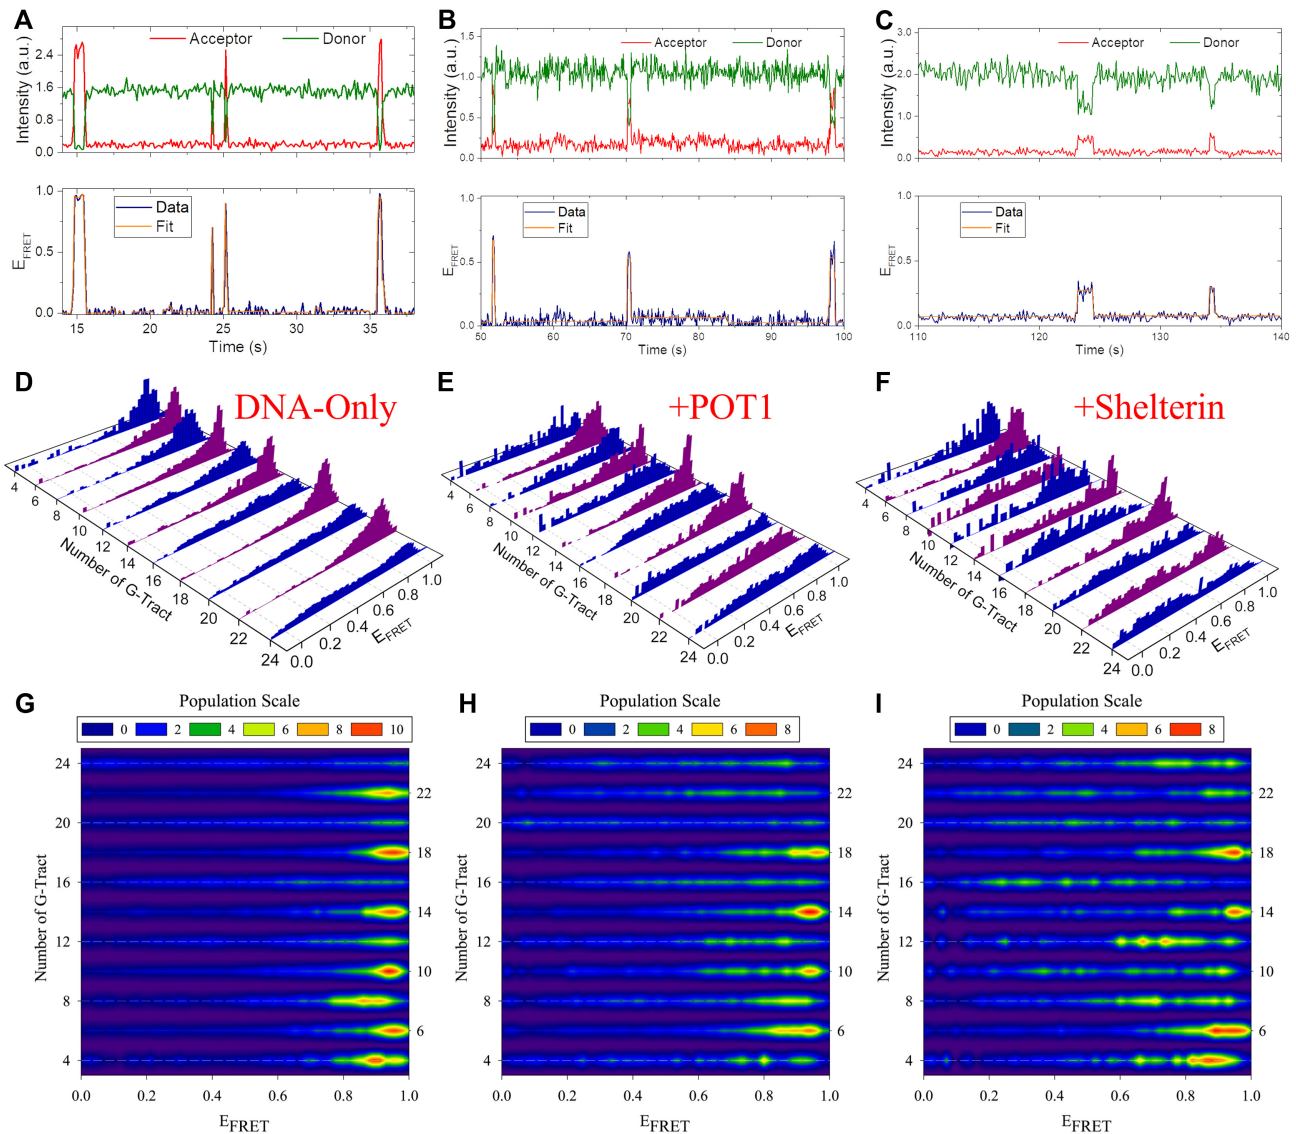 A
B
C
Intensity (a.u.)
2.4
1.6
0.8
0.0
Acceptor
Donor
Intensity (a.u.)
1.5
1.0
0.5
0.0
Acceptor
Donor
Intensity (a.u.)
3.0
2.0
1.0
0.0
Acceptor
Donor
EFRET
1.0
0.5
0.0
Data
Fit
15 20 25 30 35
Time (s)
EFRET
1.0
0.5
0.0
Data
Fit
50 60 70 80 90 100
Time (s)
EFRET
1.0
0.5
0.0
Data
Fit
110 120 130 140
Time (s)
D
DNA-Only
4 6 8 10 12 14 16 18 20 22 24
Number of G-Tract
0.0 0.2 0.4 0.6 0.8 1.0
EFRET
E
+POT1
4 6 8 10 12 14 16 18 20 22 24
Number of G-Tract
0.0 0.2 0.4 0.6 0.8 1.0
EFRET
F
+Shelterin
4 6 8 10 12 14 16 18 20 22 24
Number of G-Tract
0.0 0.2 0.4 0.6 0.8 1.0
EFRET
G
Population Scale
0 2 4 6 8 10
Number of G-Tract
24
20
16
12
8
4
22
18
14
10
6
0.0 0.2 0.4 0.6 0.8 1.0
EFRET
H
Population Scale
0 2 4 6 8
Number of G-Tract
24
20
16
12
8
4
22
18
14
10
6
0.0 0.2 0.4 0.6 0.8 1.0
EFRET
I
Population Scale
0 2 4 6 8
Number of G-Tract
24
20
16
12
8
4
22
18
14
10
6
0.0 0.2 0.4 0.6 0.8 1.0
EFRET